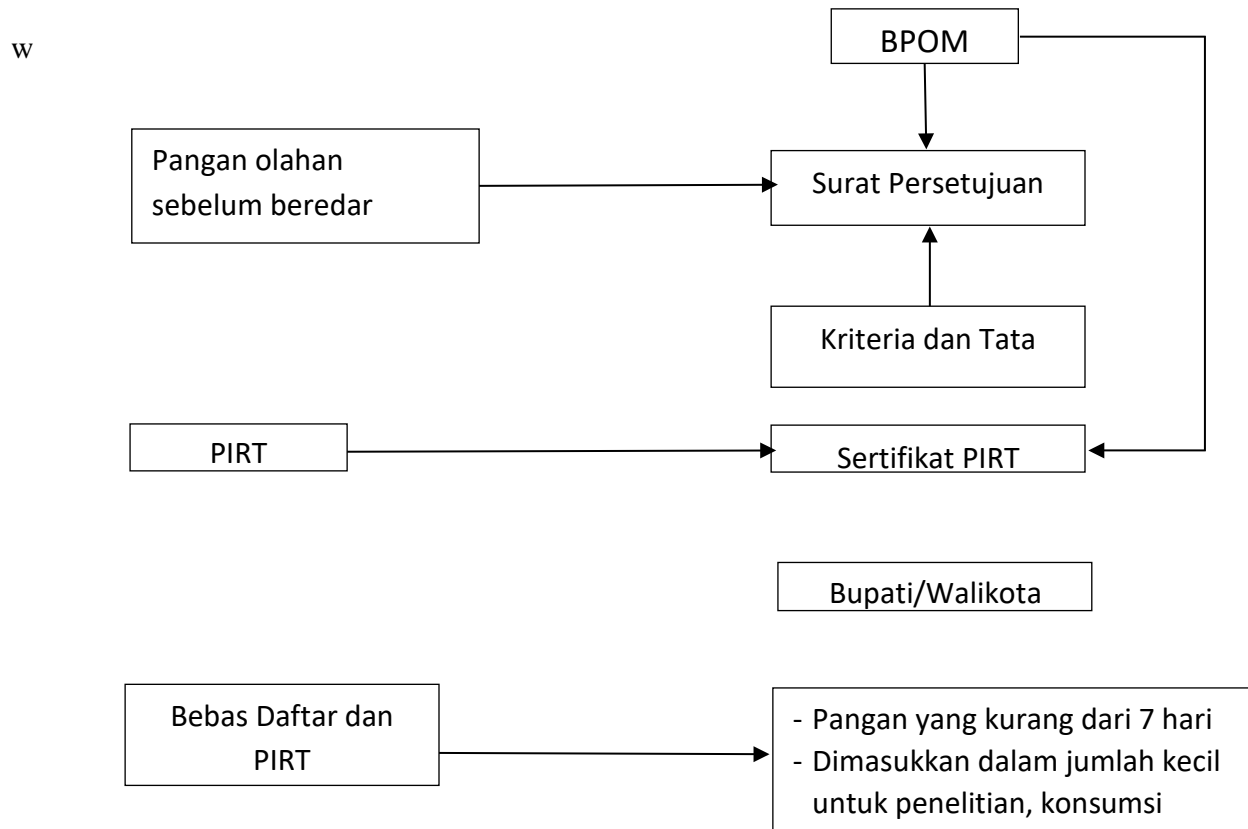 BPOM
w
Pangan olahan
sebelum beredar
Surat Persetujuan
Kriteria dan Tata
PIRT
Sertifikat PIRT
Bupati/Walikota
Bebas Daftar dan
PIRT
- Pangan yang kurang dari 7 hari
- Dimasukkan dalam jumlah kecil
untuk penelitian, konsumsi